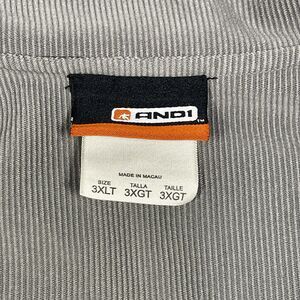 AND1
MADE IN MACAU
SIZE TALLA TAILLE
3XLT 3XGT 3XGT